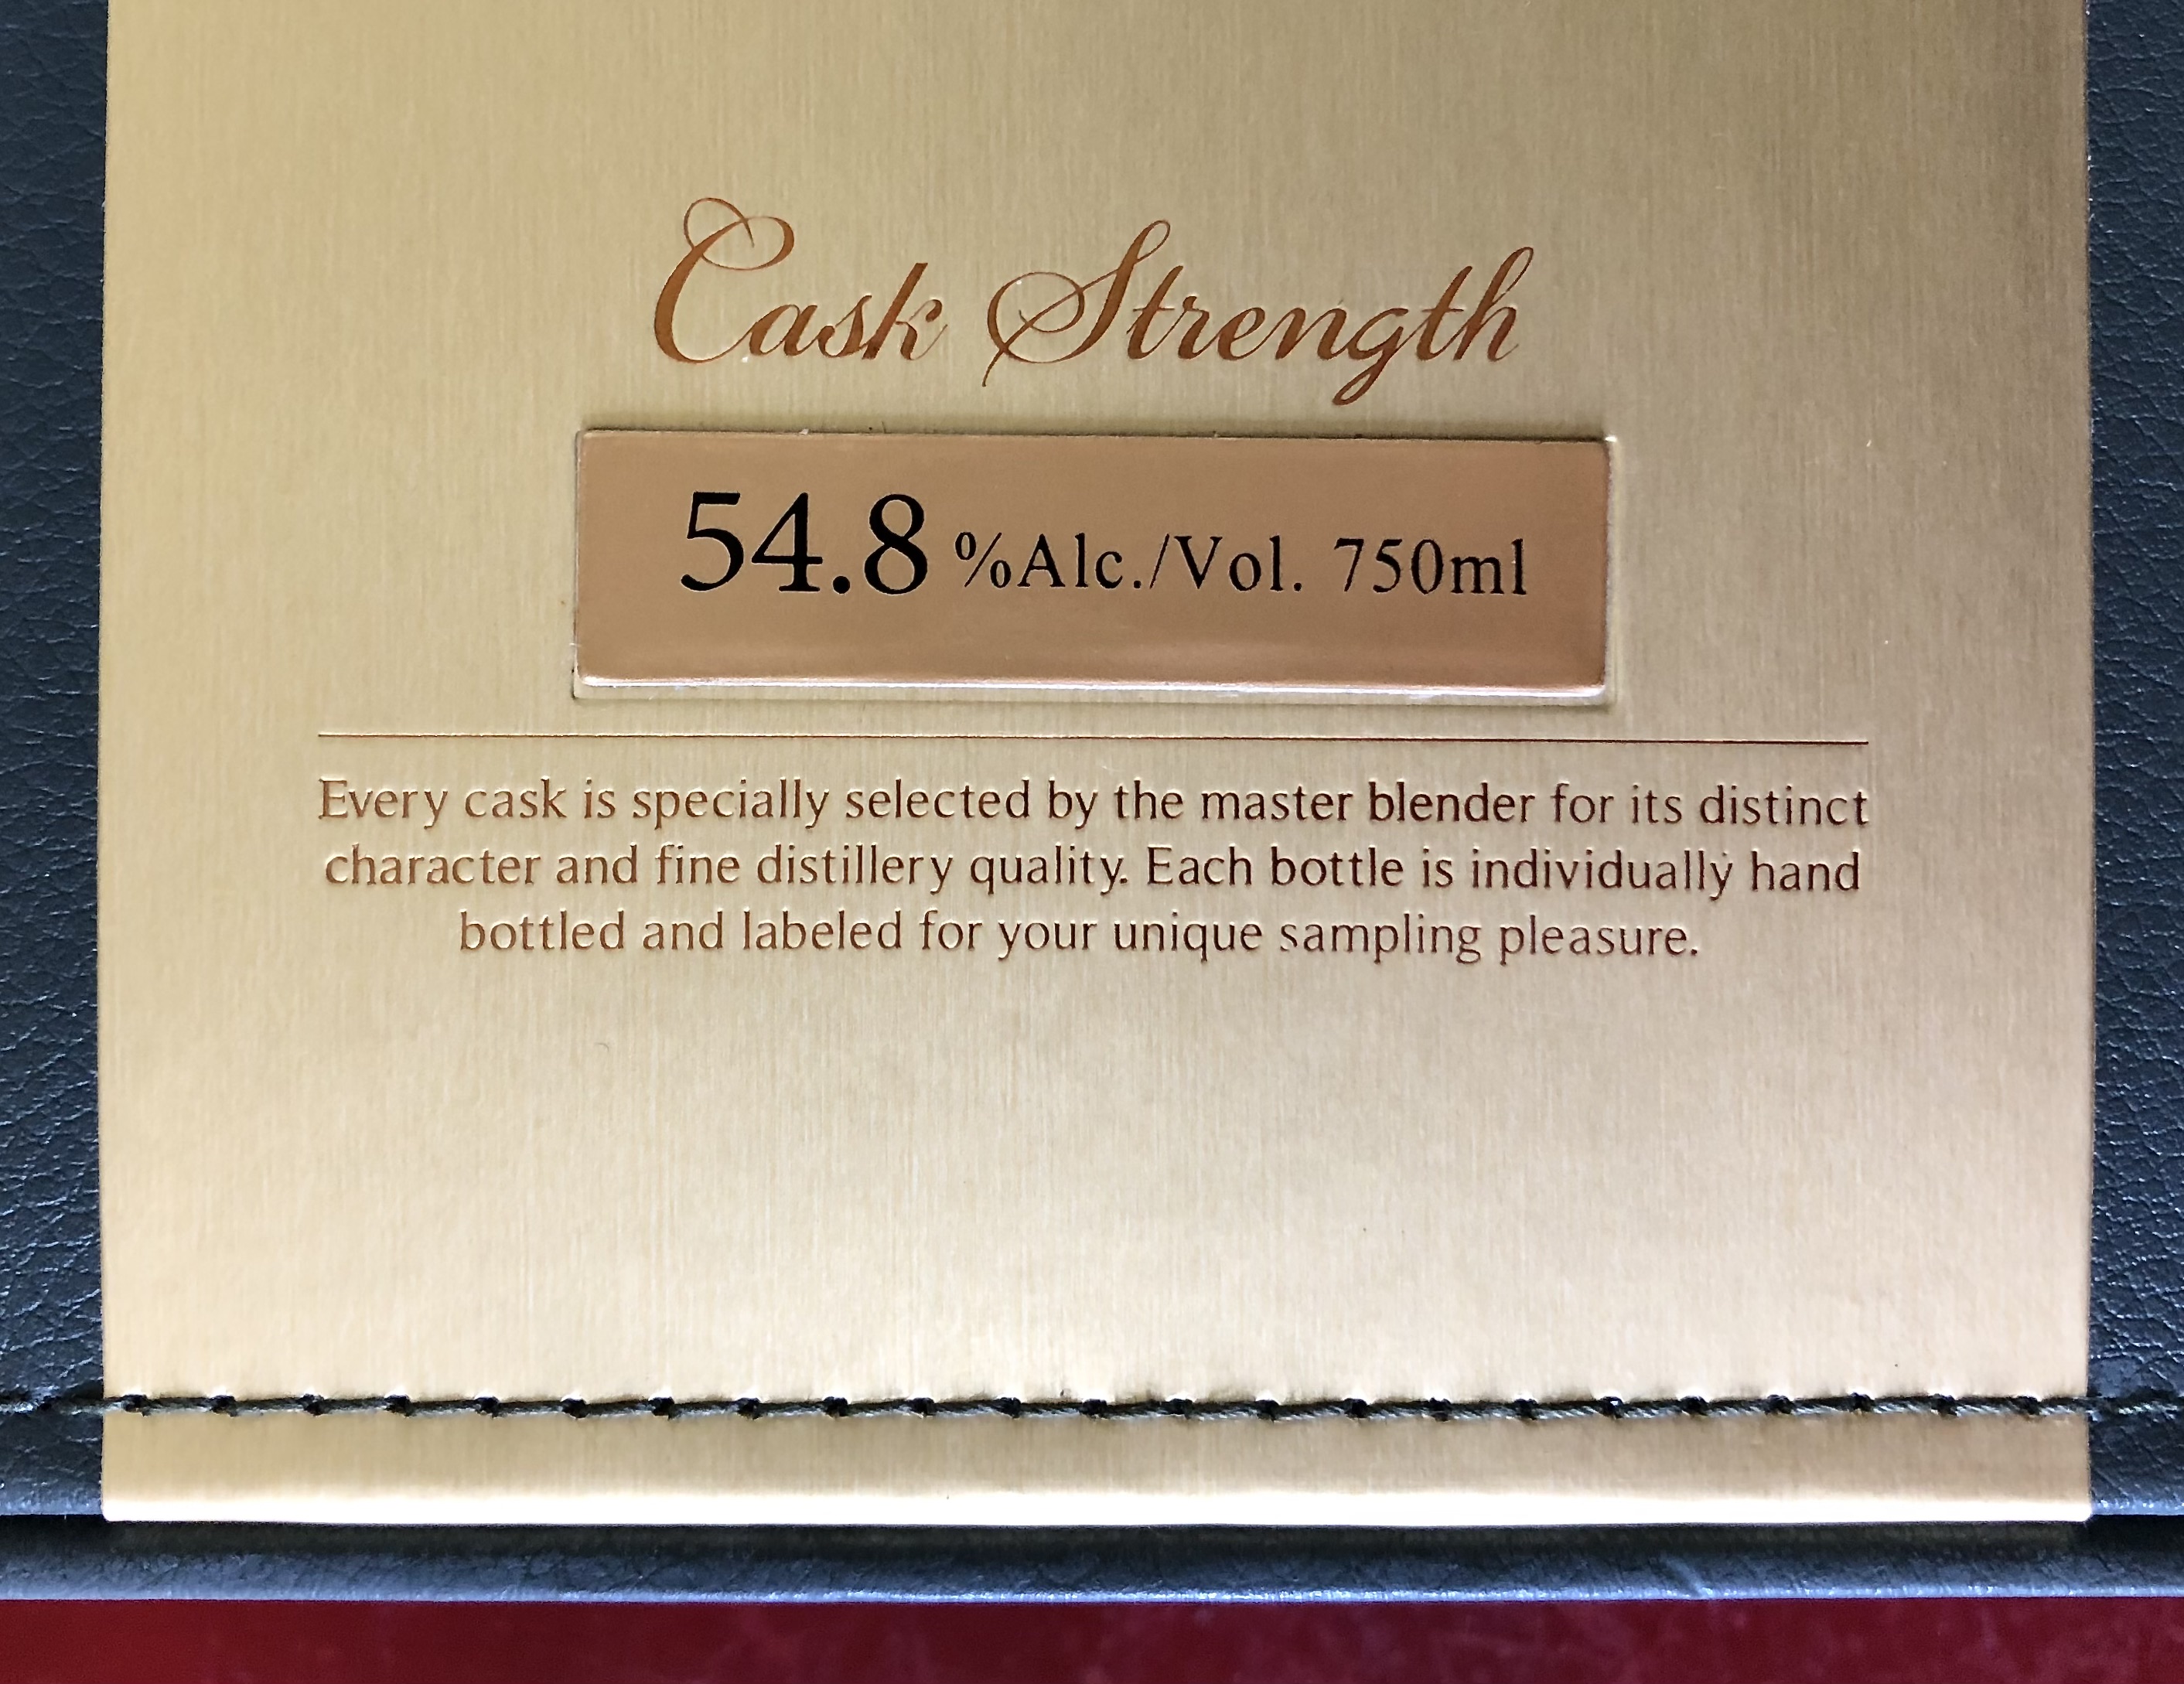 Cask Strength
54.8 %Alc./Vol. 750ml
Every cask is specially selected by the master blender for its distinct
character and fine distillery quality. Each bottle is individually hand
bottled and labeled for your unique sampling pleasure.